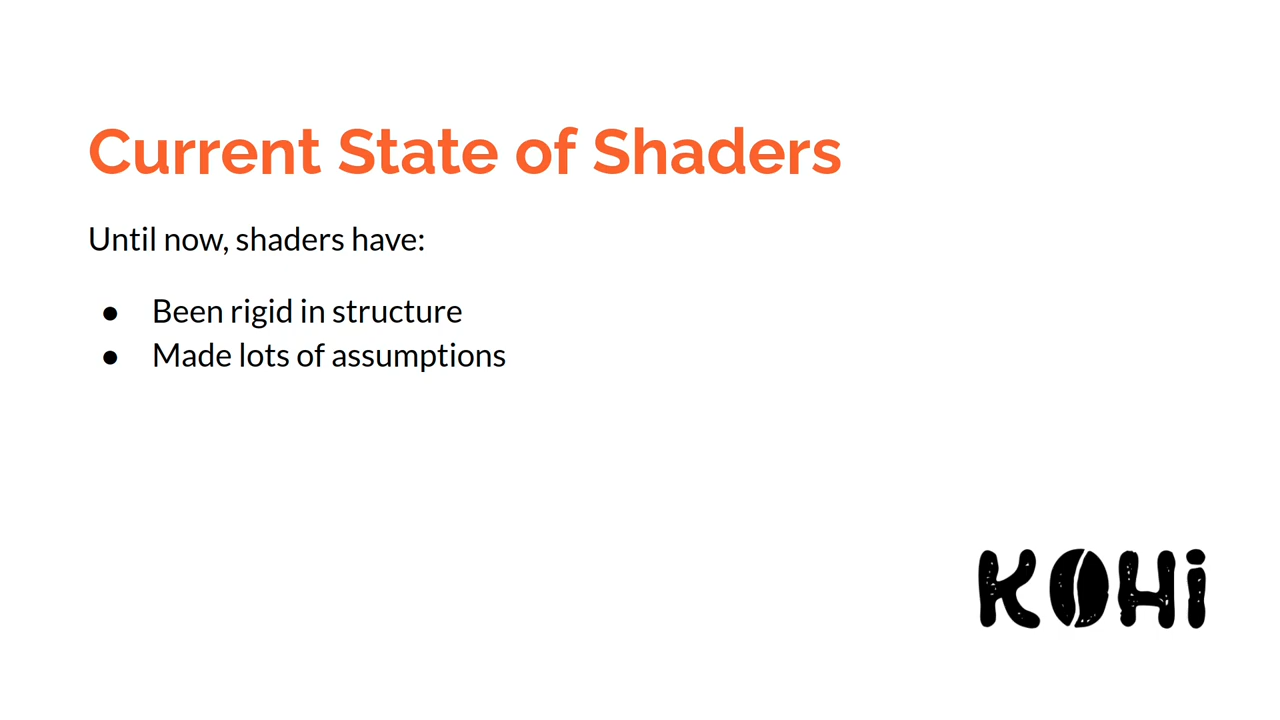 Current State of Shaders
Until now, shaders have:
● Been rigid in structure
● Made lots of assumptions
KOHi